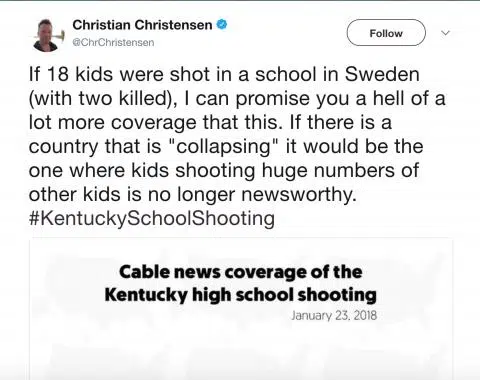 Christian Christensen
@ChrChristensen
Follow
If 18 kids were shot in a school in Sweden
(with two killed), I can promise you a hell of a
lot more coverage that this. If there is a
country that is "collapsing" it would be the
one where kids shooting huge numbers of
other kids is no longer newsworthy.
#KentuckySchoolShooting
Cable news coverage of the
Kentucky high school shooting
January 23, 2018